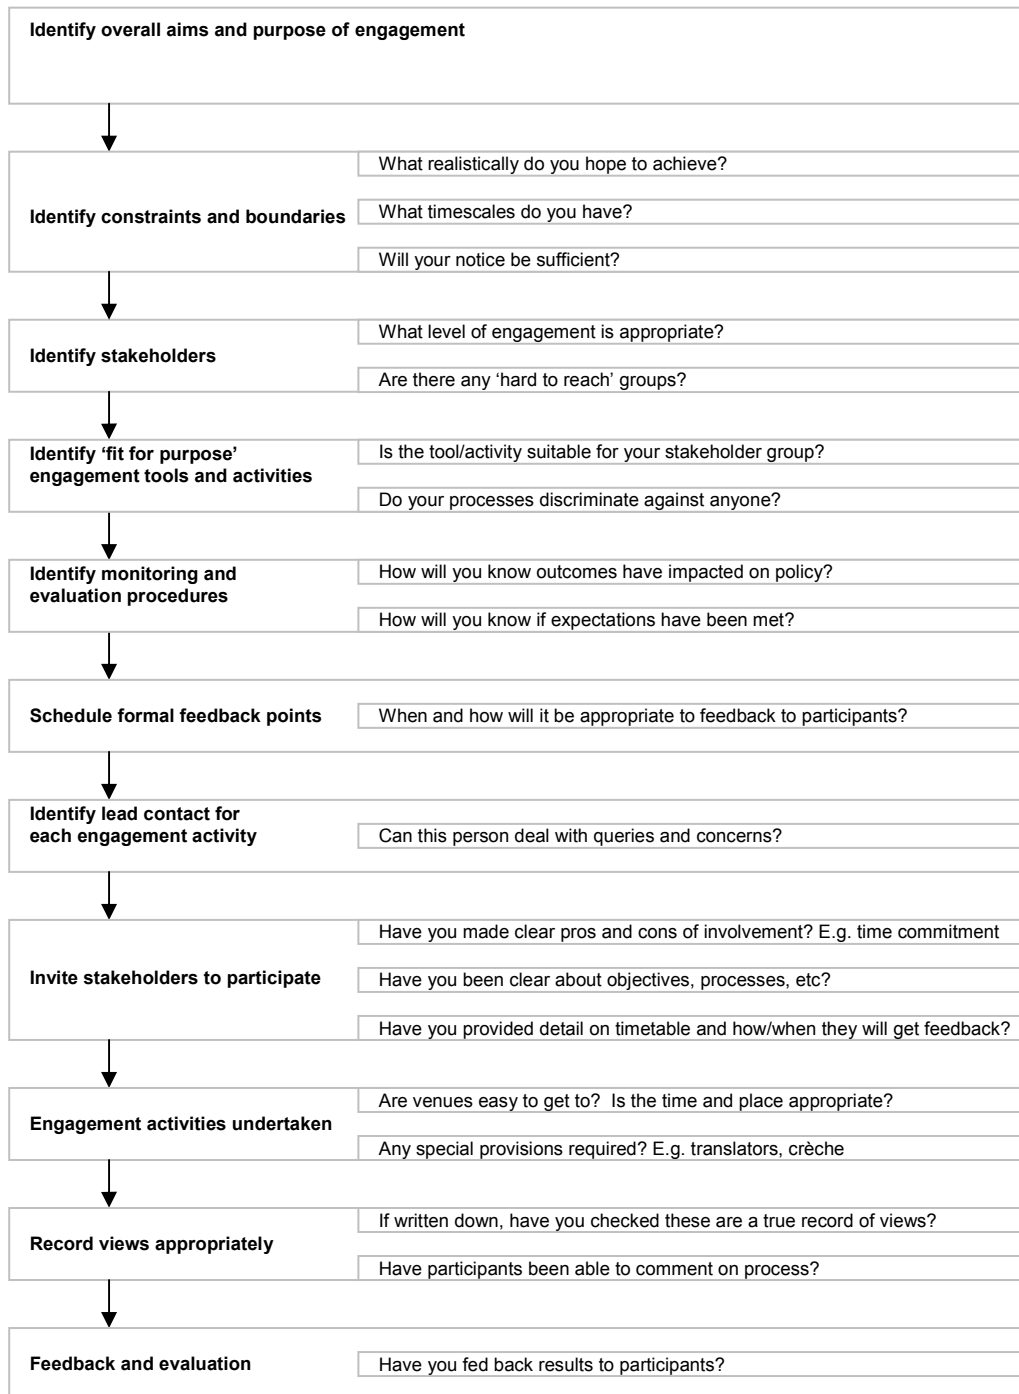 Identify overall aims and purpose of engagement
What realistically do you hope to achieve?
Identify constraints and boundaries
What timescales do you have?
Will your notice be sufficient?
What level of engagement is appropriate?
Identify stakeholders
Are there any ‘hard to reach’ groups?
Identify ‘fit for purpose’
engagement tools and activities
Is the tool/activity suitable for your stakeholder group?
Do your processes discriminate against anyone?
Identify monitoring and
evaluation procedures
How will you know outcomes have impacted on policy?
How will you know if expectations have been met?
Schedule formal feedback points
When and how will it be appropriate to feedback to participants?
Identify lead contact for
each engagement activity
Can this person deal with queries and concerns?
Have you made clear pros and cons of involvement? E.g. time commitment
Invite stakeholders to participate
Have you been clear about objectives, processes, etc?
Have you provided detail on timetable and how/when they will get feedback?
Are venues easy to get to?  Is the time and place appropriate?
Engagement activities undertaken
Any special provisions required? E.g. translators, crèche
If written down, have you checked these are a true record of views?
Record views appropriately
Have participants been able to comment on process?
Feedback and evaluation
Have you fed back results to participants?